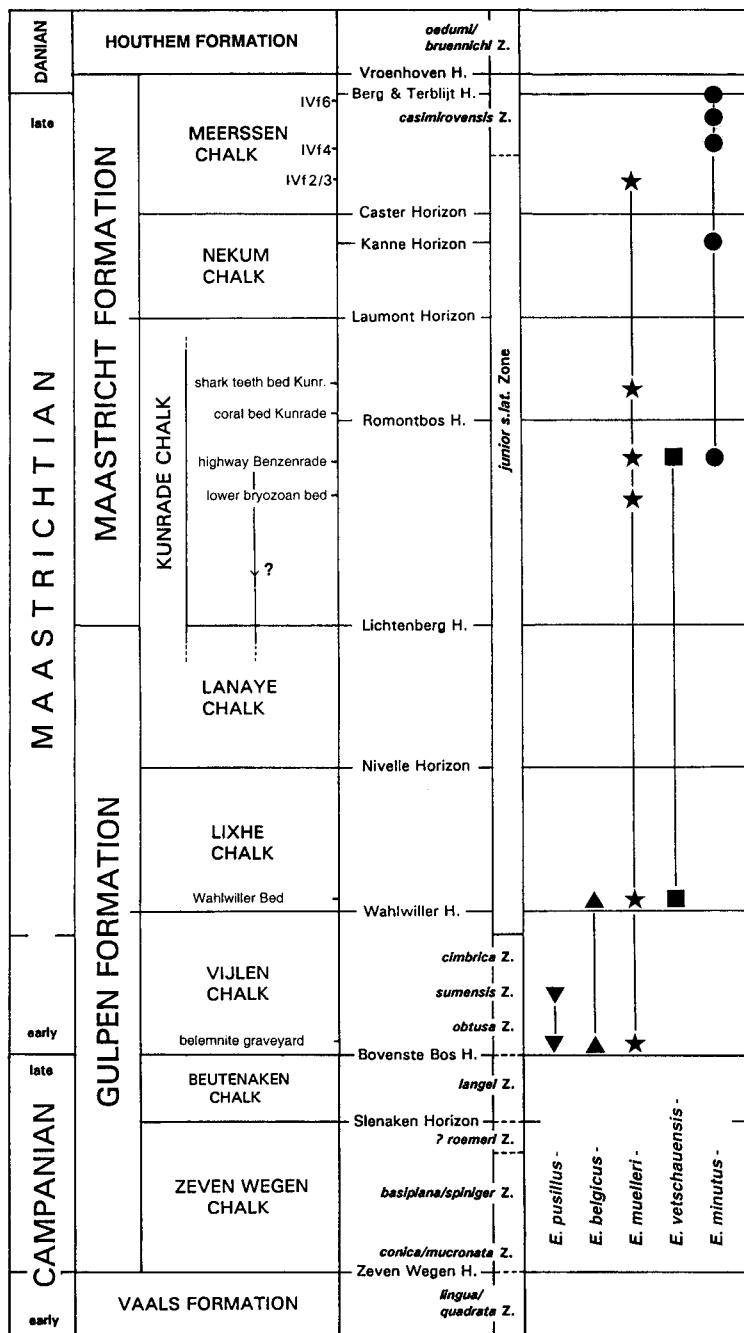 DANIAN
HOUTHEM FORMATION
oedumi/
bruennichi Z.
Vroenhoven H.
MAASTRICHTIAN
late
MAASTRICHT FORMATION
MEERSSEN
CHALK
IVf6
IVf4
IVf2/3
Berg & Terblijt H.
casimirovensis Z.
Caster Horizon
NEKUM
CHALK
Kanne Horizon
Laumont Horizon
KUNRADE CHALK
shark teeth bed Kunr.
coral bed Kunrade
Romontbos H.
highway Benzenrade
lower bryozoan bed
?
junior s.lat. Zone
Lichtenberg H.
GULPEN FORMATION
LANAYE
CHALK
Nivelle Horizon
LIXHE
CHALK
Wahlwiller Bed
Wahlwiller H.
early
VIJLEN
CHALK
cimbrica Z.
sumensis Z.
obtusa Z.
belemnite graveyard
Bovenste Bos H.
CAMPANIAN
late
BEUTENAKEN
CHALK
langei Z.
Slenaken Horizon
? roemeri Z.
ZEVEN WEGEN
CHALK
basiplana/spiniger Z.
conica/mucronata Z.
Zeven Wegen H.
early
VAALS FORMATION
lingua/
quadrata Z.
E. pusillus -
E. belgicus -
E. muelleri -
E. vetschauensis -
E. minutus -